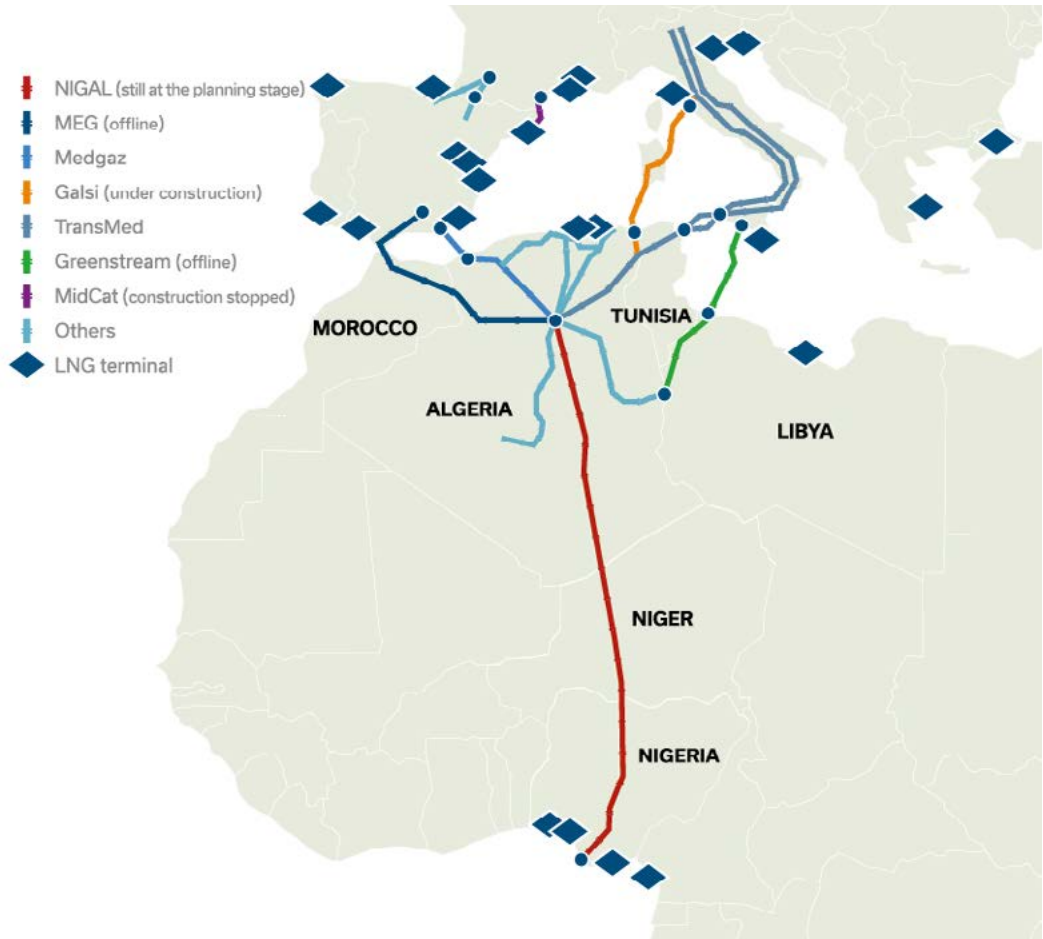 NIGAL (still at the planning stage)
MEG (offline)
Medgaz
Galsi (under construction)
TransMed
Greenstream (offline)
MidCat (construction stopped)
Others
LNG terminal
MOROCCO
TUNISIA
ALGERIA
LIBYA
NIGER
NIGERIA